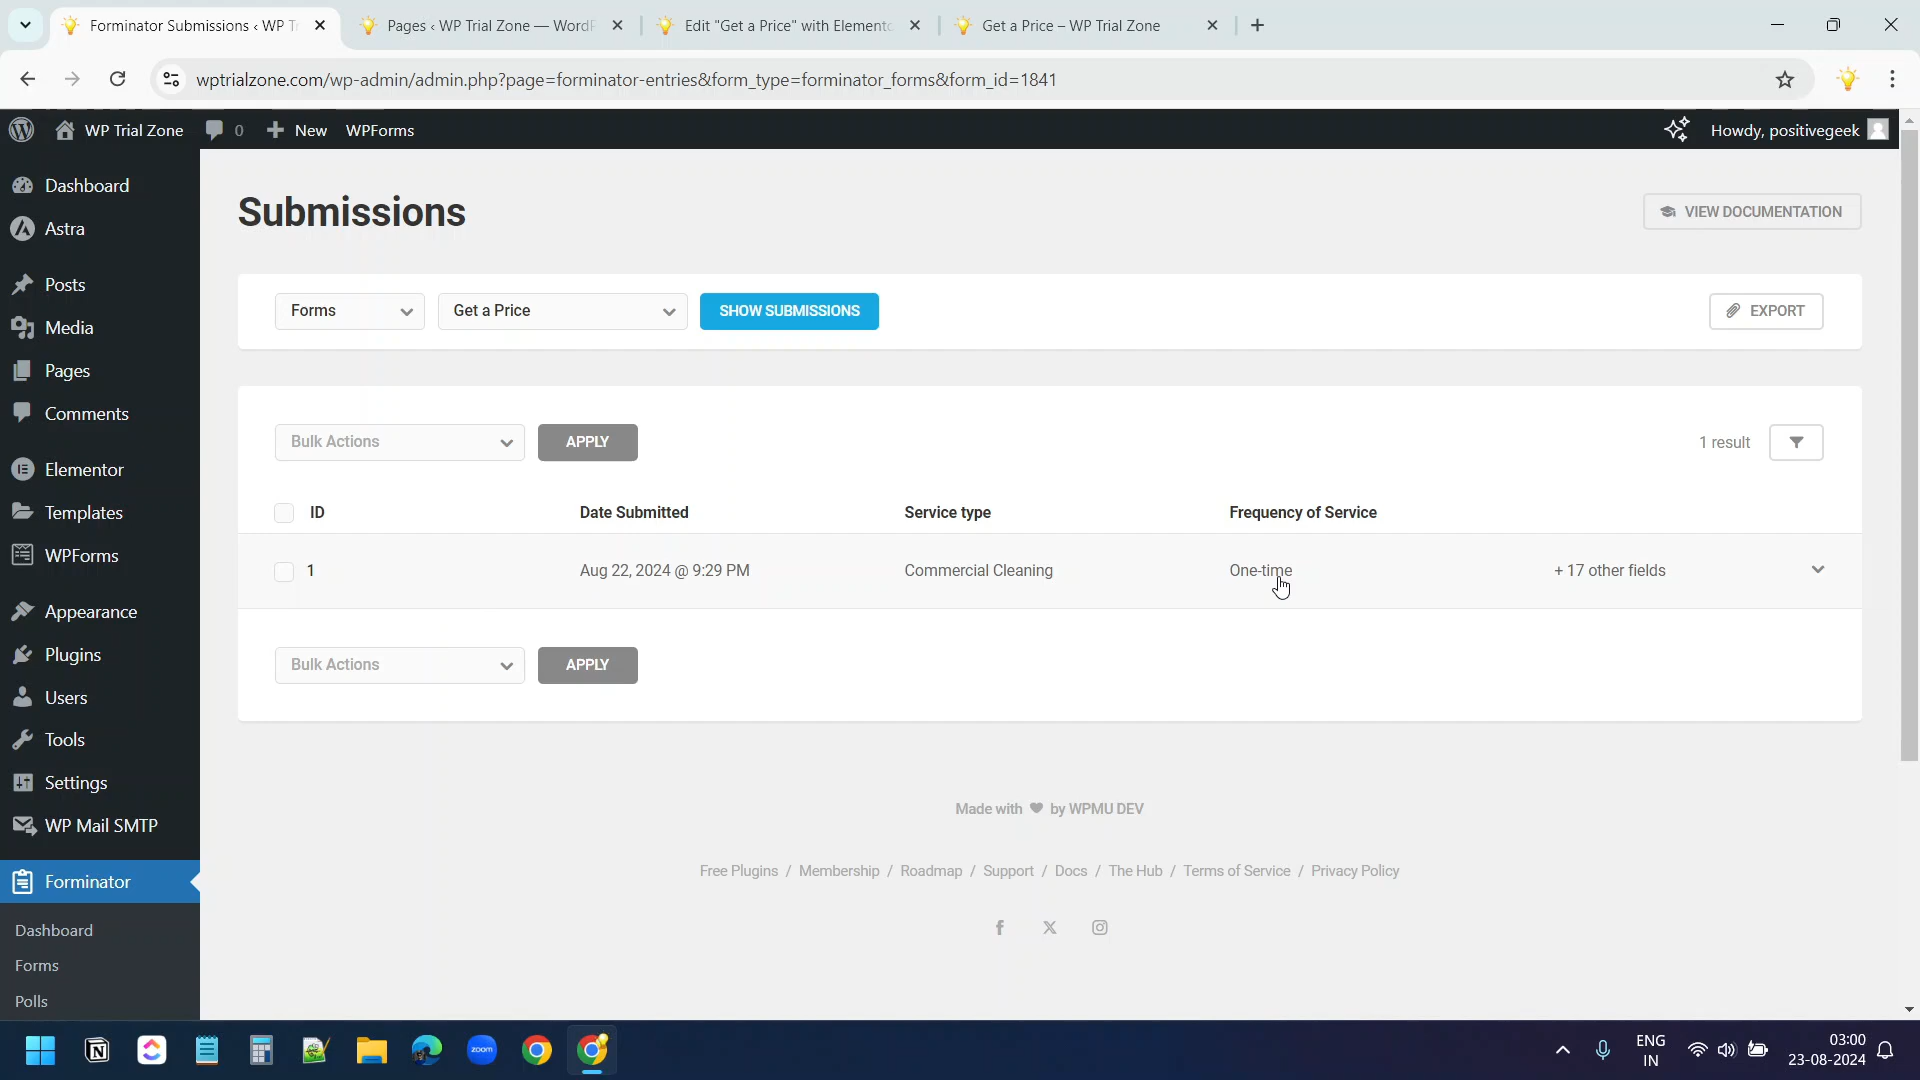 Forminator Submissions ‹ WP Tr
Pages ‹ WP Trial Zone — WordP
Edit "Get a Price" with Elemento
Get a Price – WP Trial Zone
wptrialzone.com/wp-admin/admin.php?page=forminator-entries&form_type=forminator_forms&form_id=1841
WP Trial Zone
0
New
WPForms
Howdy, positivegeek
Dashboard
Astra
Posts
Media
Pages
Comments
Elementor
Templates
WPForms
Appearance
Plugins
Users
Tools
Settings
WP Mail SMTP
Forminator
Dashboard
Forms
Polls
Submissions
VIEW DOCUMENTATION
Forms
Get a Price
SHOW SUBMISSIONS
EXPORT
Bulk Actions
APPLY
1 result
ID
Date Submitted
Service type
Frequency of Service
1
Aug 22, 2024 @ 9:29 PM
Commercial Cleaning
One-time
+ 17 other fields
Bulk Actions
APPLY
Made with ♥ by WPMU DEV
Free Plugins / Membership / Roadmap / Support / Docs / The Hub / Terms of Service / Privacy Policy
zoom
ENG
IN
03:00
23-08-2024